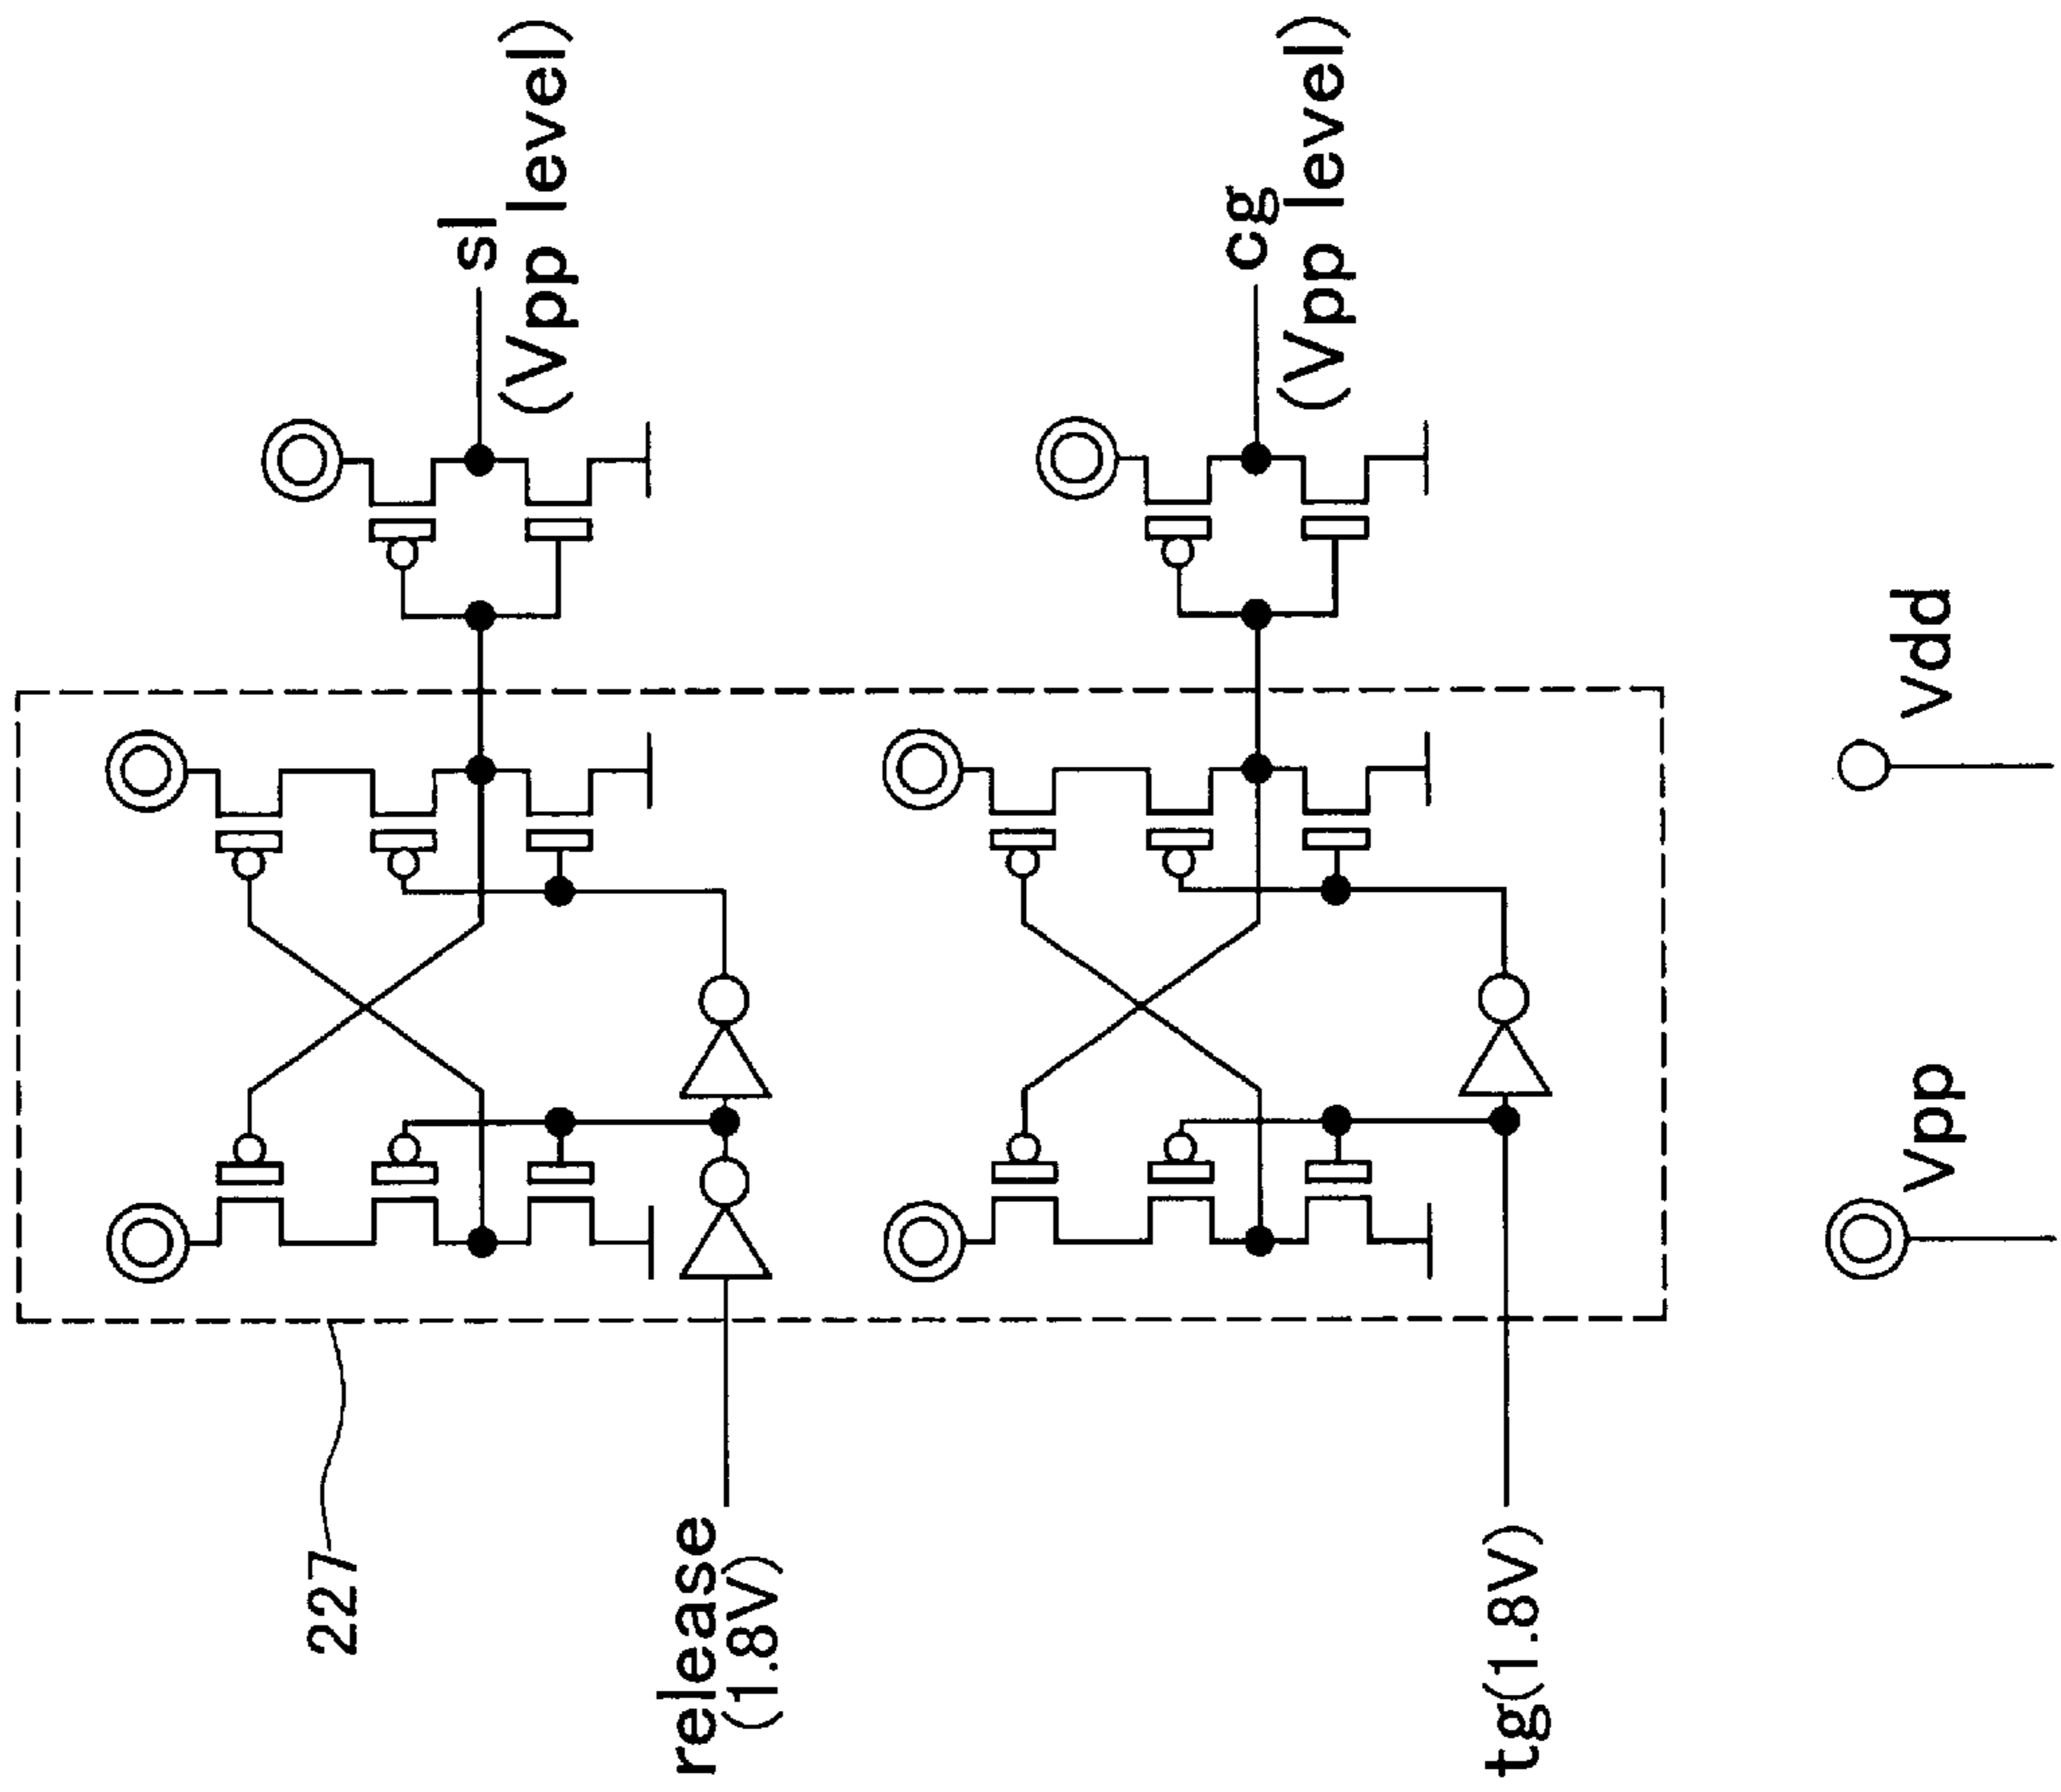 227
release
(1.8V)
tg(1.8V)
sl
(Vpp level)
cg
(Vpp level)
Vpp
Vdd